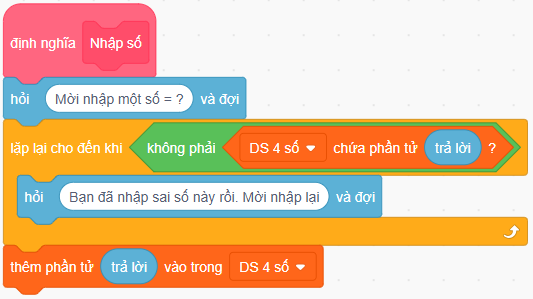 định nghĩa Nhập số
hỏi Mời nhập một số = ? và đợi
lặp lại cho đến khi không phải DS 4 số chứa phần tử trả lời ?
hỏi Bạn đã nhập sai số này rồi. Mời nhập lại và đợi
thêm phần tử trả lời vào trong DS 4 số